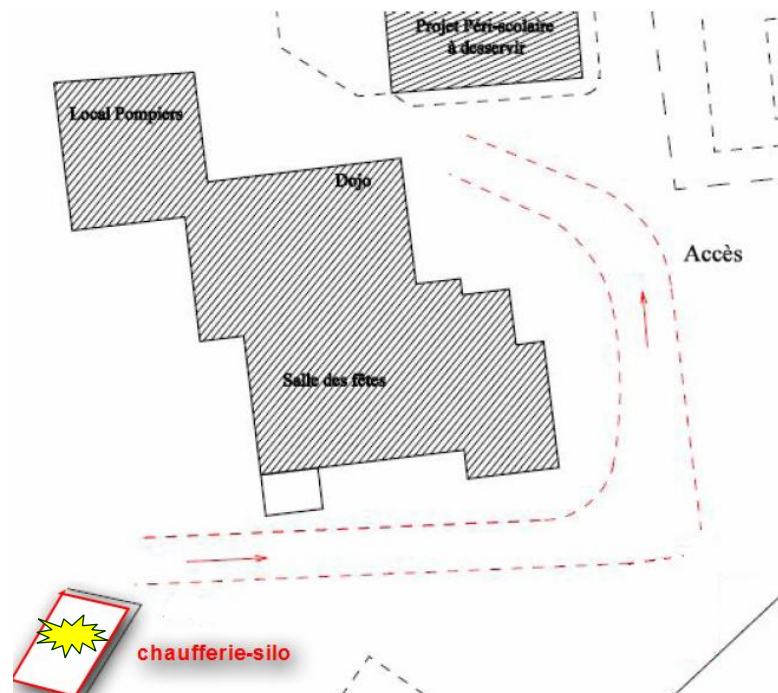 Projet Péri-scolaire
à desservir
Local Pompiers
Dojo
Accès
Salle des fêtes
chaufferie-silo